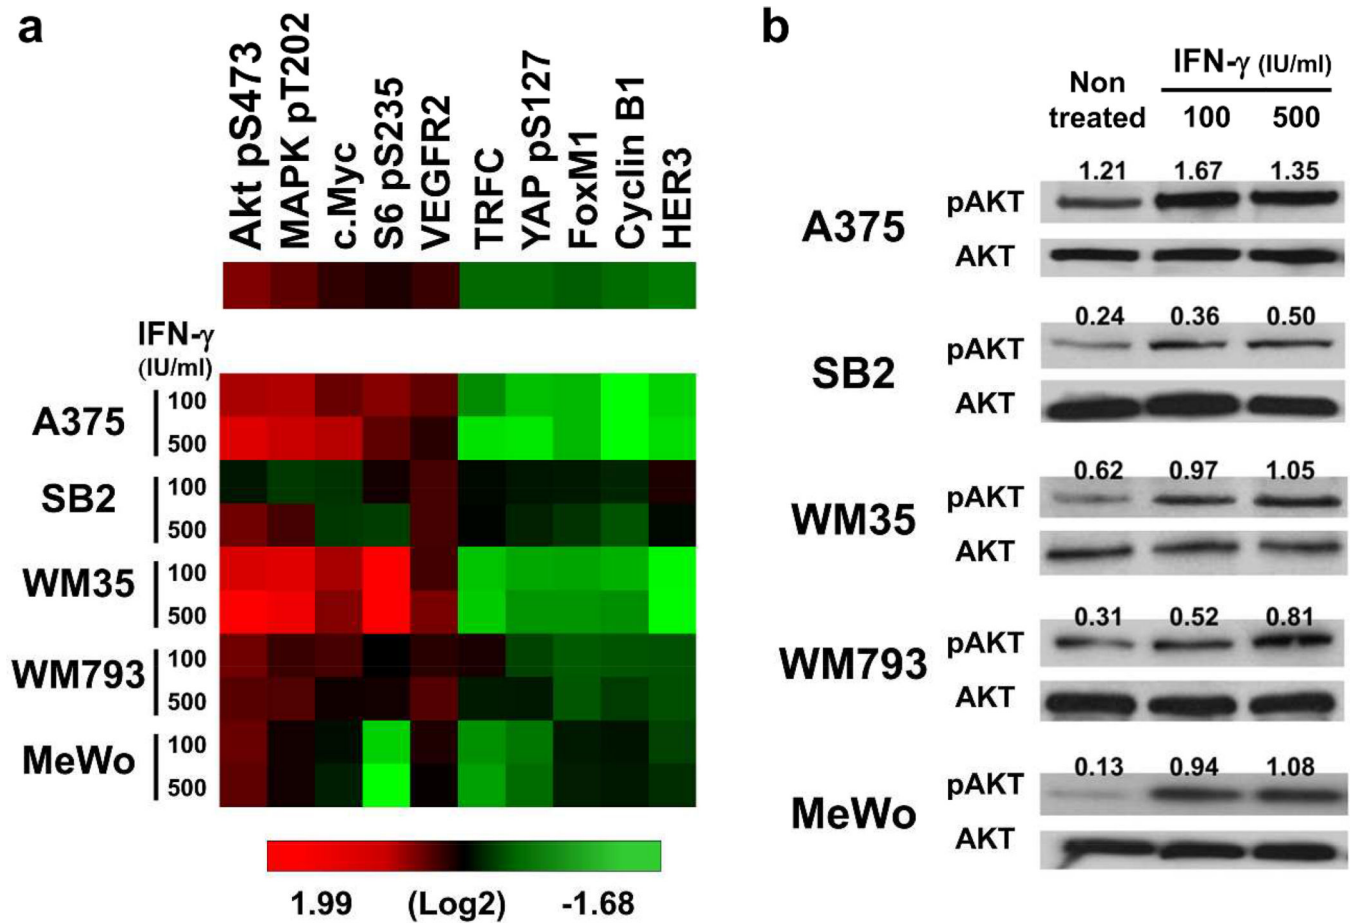 a
Akt pS473
MAPK pT202
c.Myc
S6 pS235
VEGFR2
TRFC
YAP pS127
FoxM1
Cyclin B1
HER3
IFN-γ
(IU/ml)
A375
100
500
SB2
100
500
WM35
100
500
WM793
100
500
MeWo
100
500
1.99 (Log2) -1.68
b
Non
treated
IFN-γ (IU/ml)
100 500
A375
1.21 1.67 1.35
pAKT
AKT
SB2
0.24 0.36 0.50
pAKT
AKT
WM35
0.62 0.97 1.05
pAKT
AKT
WM793
0.31 0.52 0.81
pAKT
AKT
MeWo
0.13 0.94 1.08
pAKT
AKT